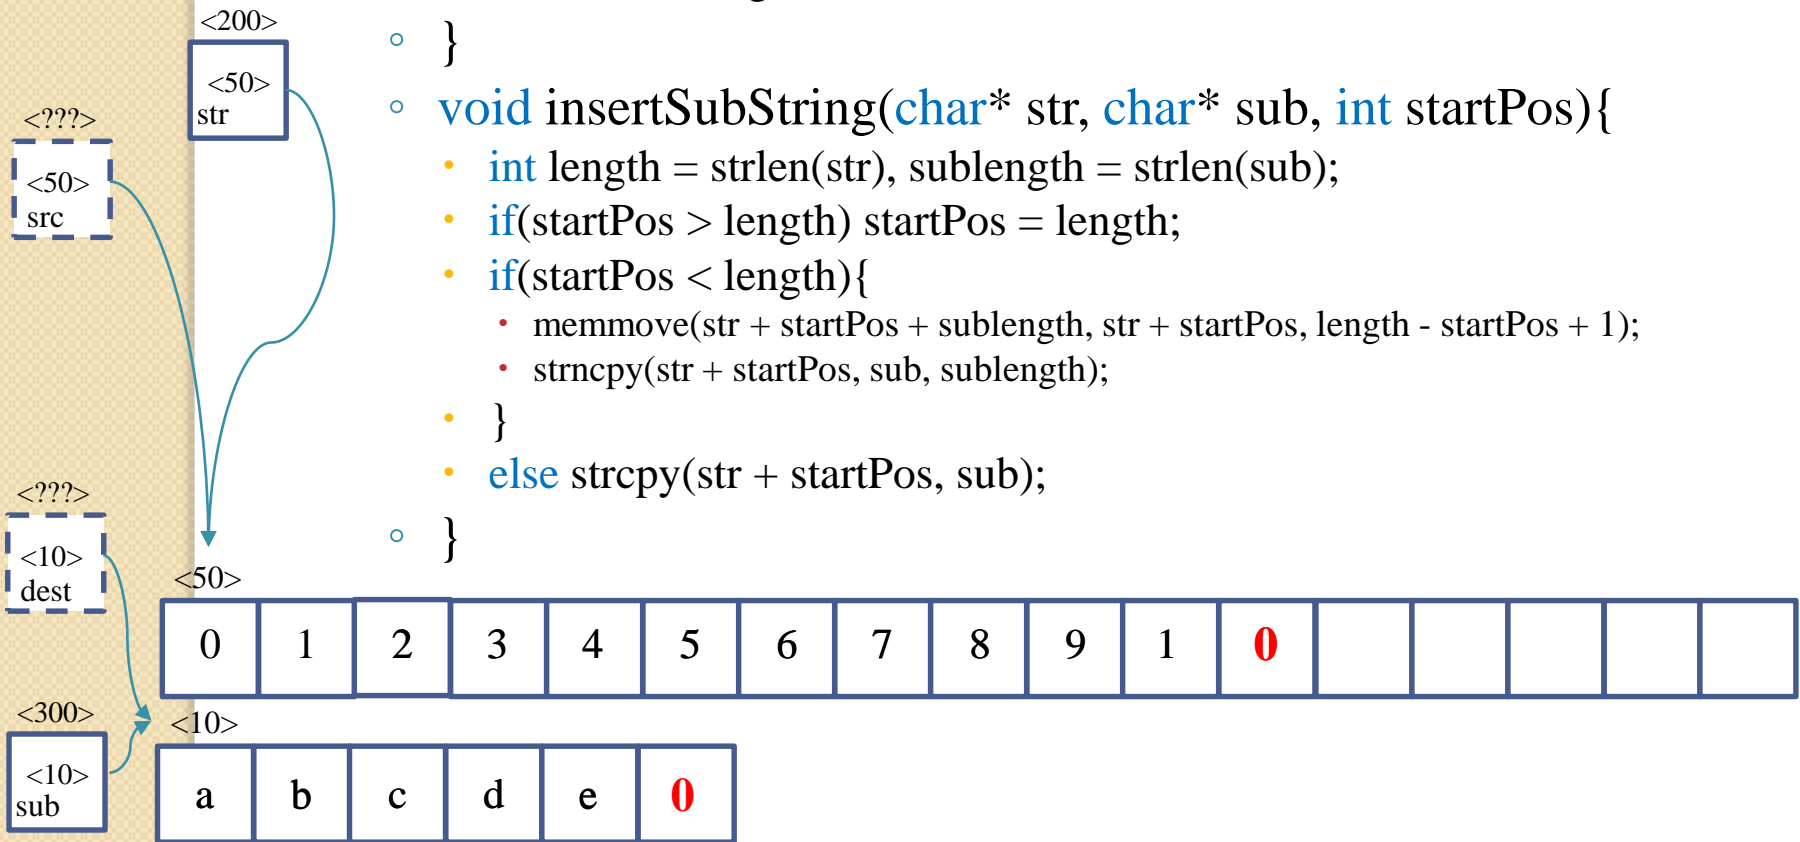 <200>
<50>
str
<???>
<50>
src
<???>
<10>
dest
<300>
<10>
sub
}
void insertSubString(char* str, char* sub, int startPos){
int length = strlen(str), sublength = strlen(sub);
if(startPos > length) startPos = length;
if(startPos < length){
memmove(str + startPos + sublength, str + startPos, length - startPos + 1);
strncpy(str + startPos, sub, sublength);
}
else strcpy(str + startPos, sub);
}
<50>
0 1 2 3 4 5 6 7 8 9 1 0
<10>
a b c d e 0